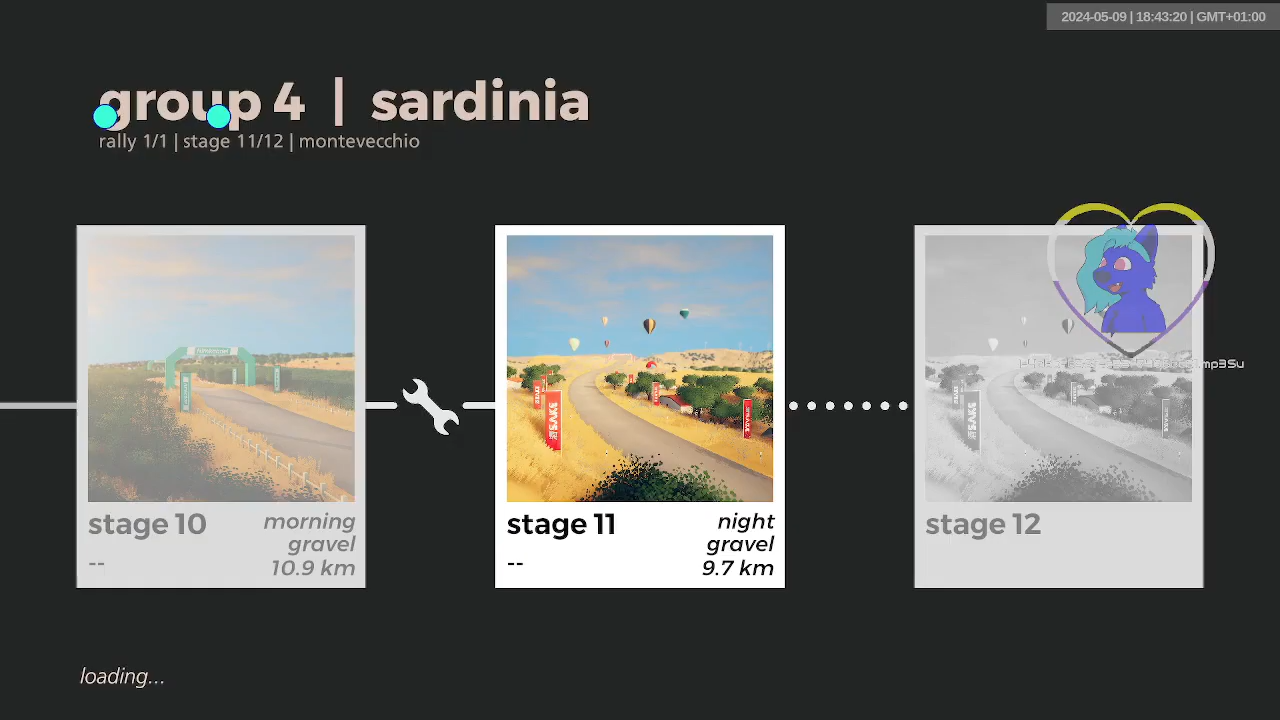 2024-05-09 | 18:43:20 | GMT+01:00
group 4 | sardinia
rally 1/1 | stage 11/12 | montevecchio
stage 10
morning
gravel
--
10.9 km
stage 11
night
gravel
--
9.7 km
stage 12
loading...